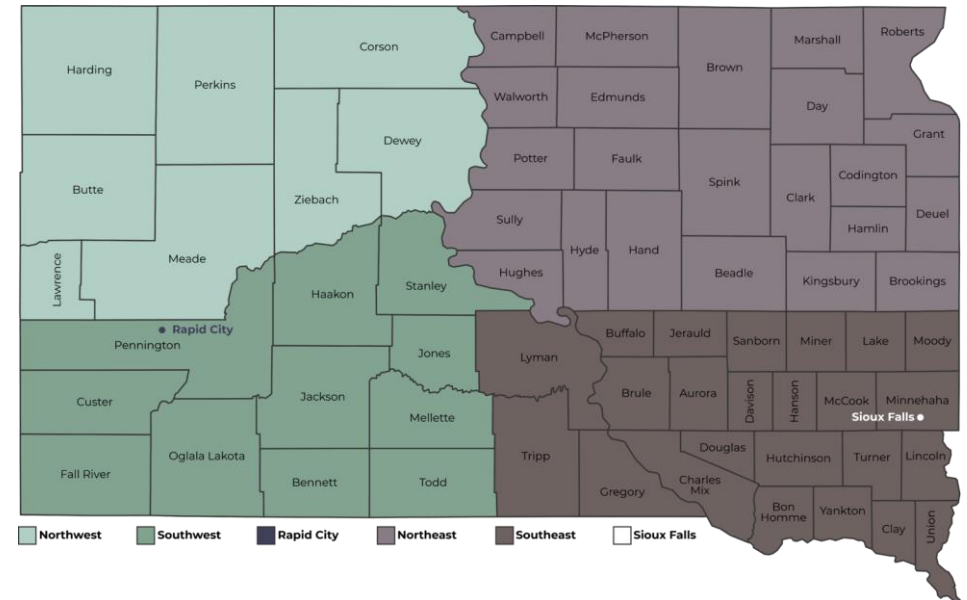 Harding
Perkins
Corson
Campbell
McPherson
Brown
Marshall
Roberts
Walworth
Edmunds
Day
Dewey
Grant
Butte
Ziebach
Potter
Faulk
Spink
Clark
Codington
Deuel
Hamlin
Sully
Hyde
Hand
Lawrence
Meade
Haakon
Stanley
Hughes
Beadle
Kingsbury
Brookings
Rapid City
Pennington
Jones
Lyman
Buffalo
Jerauld
Sanborn
Miner
Lake
Moody
Custer
Jackson
Mellette
Brule
Aurora
Davison
Hanson
McCook
Minnehaha
Sioux Falls
Fall River
Oglala Lakota
Bennett
Todd
Tripp
Gregory
Douglas
Charles
Mix
Hutchinson
Turner
Lincoln
Bon
Homme
Yankton
Clay
Union
Northwest
Southwest
Rapid City
Northeast
Southeast
Sioux Falls